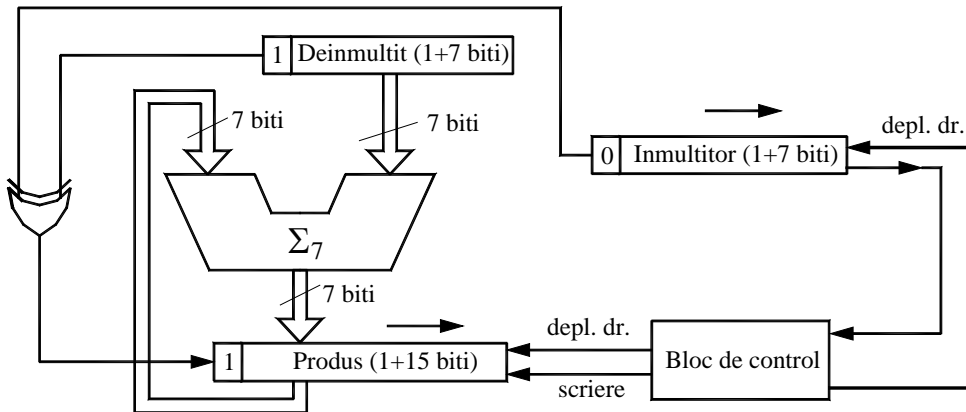 1 Deinmultit (1+7 biti)
7 biti
7 biti
depl. dr.
0 Inmultitor (1+7 biti)
Σ7
7 biti
depl. dr.
1 Produs (1+15 biti)
Bloc de control
scriere